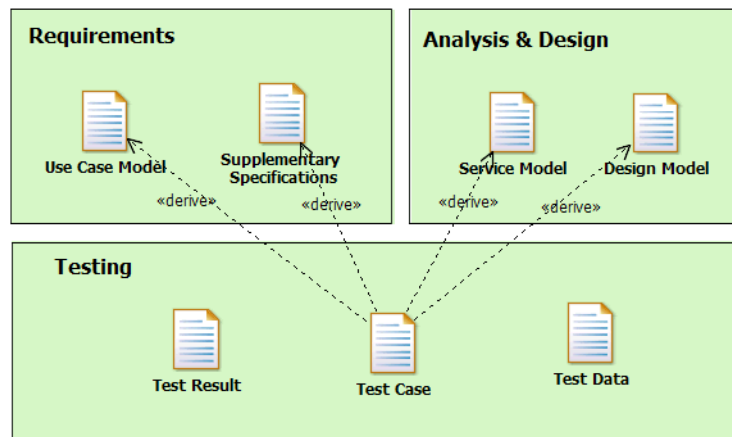 Requirements
Analysis & Design
Use Case Model
Supplementary
Specifications
Service Model
Design Model
«derive»
«derive»
«derive»
«derive»
Testing
Test Result
Test Case
Test Data